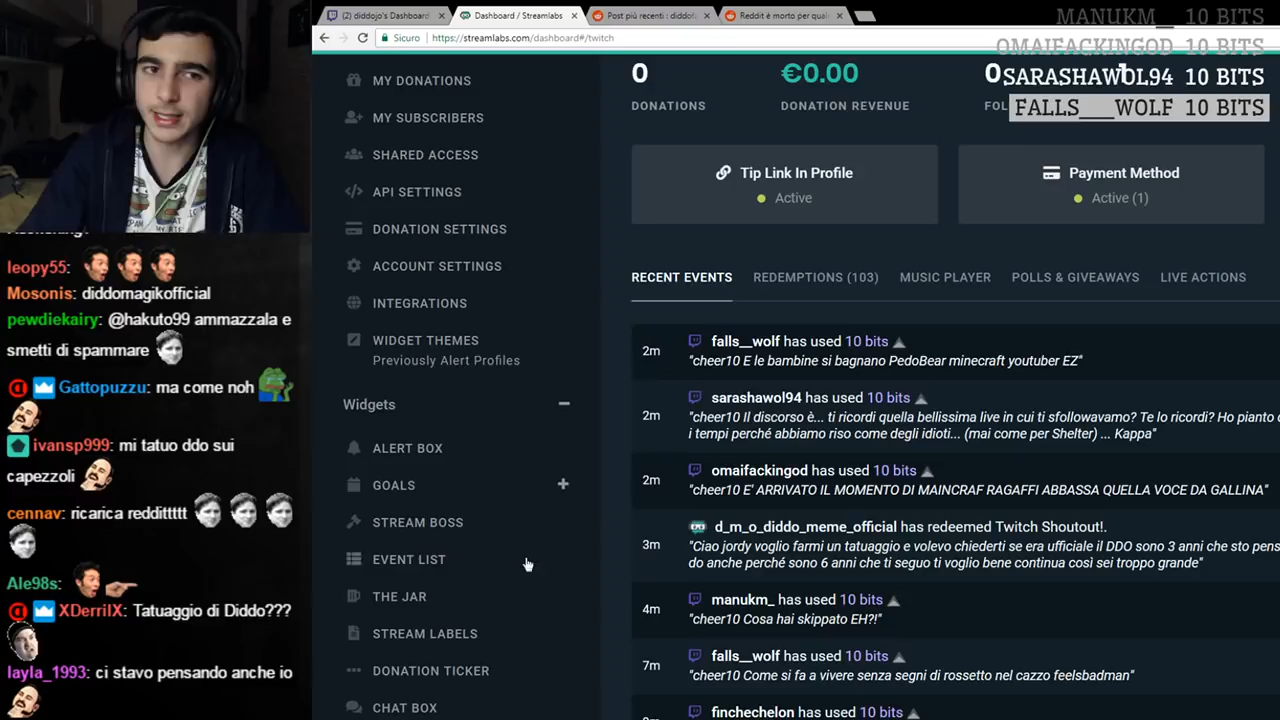 (2) diddojo's Dashboard
Dashboard / Streamlabs
Post più recenti : diddof
Reddit è morto per qual
Sicuro
https://streamlabs.com/dashboard#/twitch
MANUKM_ 10 BITS
OMAIFACKINGOD 10 BITS
SARASHAWOL94 10 BITS
FALLS__WOLF 10 BITS
0
DONATIONS
€0.00
DONATION REVENUE
0
FOL
Tip Link In Profile
Active
Payment Method
Active (1)
MY DONATIONS
MY SUBSCRIBERS
SHARED ACCESS
API SETTINGS
DONATION SETTINGS
ACCOUNT SETTINGS
INTEGRATIONS
WIDGET THEMES
Previously Alert Profiles
Widgets
ALERT BOX
GOALS
STREAM BOSS
EVENT LIST
THE JAR
STREAM LABELS
DONATION TICKER
CHAT BOX
RECENT EVENTS
REDEMPTIONS (103)
MUSIC PLAYER
POLLS & GIVEAWAYS
LIVE ACTIONS
2m
falls__wolf has used 10 bits
"cheer10 E le bambine si bagnano PedoBear minecraft youtuber EZ"
2m
sarashawol94 has used 10 bits
"cheer10 Il discorso è... ti ricordi quella bellissima live in cui ti sfollowavamo? Te lo ricordi? Ho pianto
i tempi perché abbiamo riso come degli idioti... (mai come per Shelter) ... Kappa"
2m
omaifackingod has used 10 bits
"cheer10 E' ARRIVATO IL MOMENTO DI MAINCRAF RAGAFFI ABBASSA QUELLA VOCE DA GALLINA"
3m
d_m_o_diddo_meme_official has redeemed Twitch Shoutout!.
"Ciao jordy voglio farmi un tatuaggio e volevo chiederti se era ufficiale il DDO sono 3 anni che sto pens
do anche perché sono 6 anni che ti seguo ti voglio bene continua così sei troppo grande"
4m
manukm_ has used 10 bits
"cheer10 Cosa hai skippato EH?!"
7m
falls__wolf has used 10 bits
"cheer10 Come si fa a vivere senza segni di rossetto nel cazzo feelsbadman"
finchechelon has used 10 bits
leopy55:
Mosonis: diddomagikofficial
pewdiekairy: @hakuto99 ammazzala e
smetti di spammare
Gattopuzzu: ma come noh
ivansp999: mi tatuo ddo sui
capezzoli
cennav: ricarica reddittttt
Ale98s:
XDerrilX: Tatuaggio di Diddo???
layla_1993: ci stavo pensando anche io